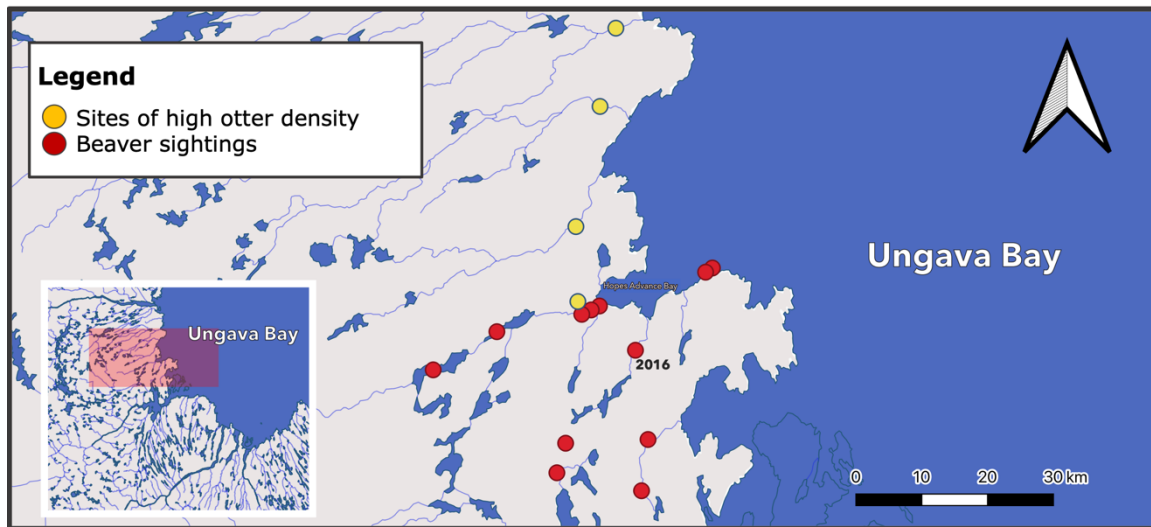 Legend
Sites of high otter density
Beaver sightings
Ungava Bay
Hopes Advance Bay
Ungava Bay
2016
0 10 20 30 km